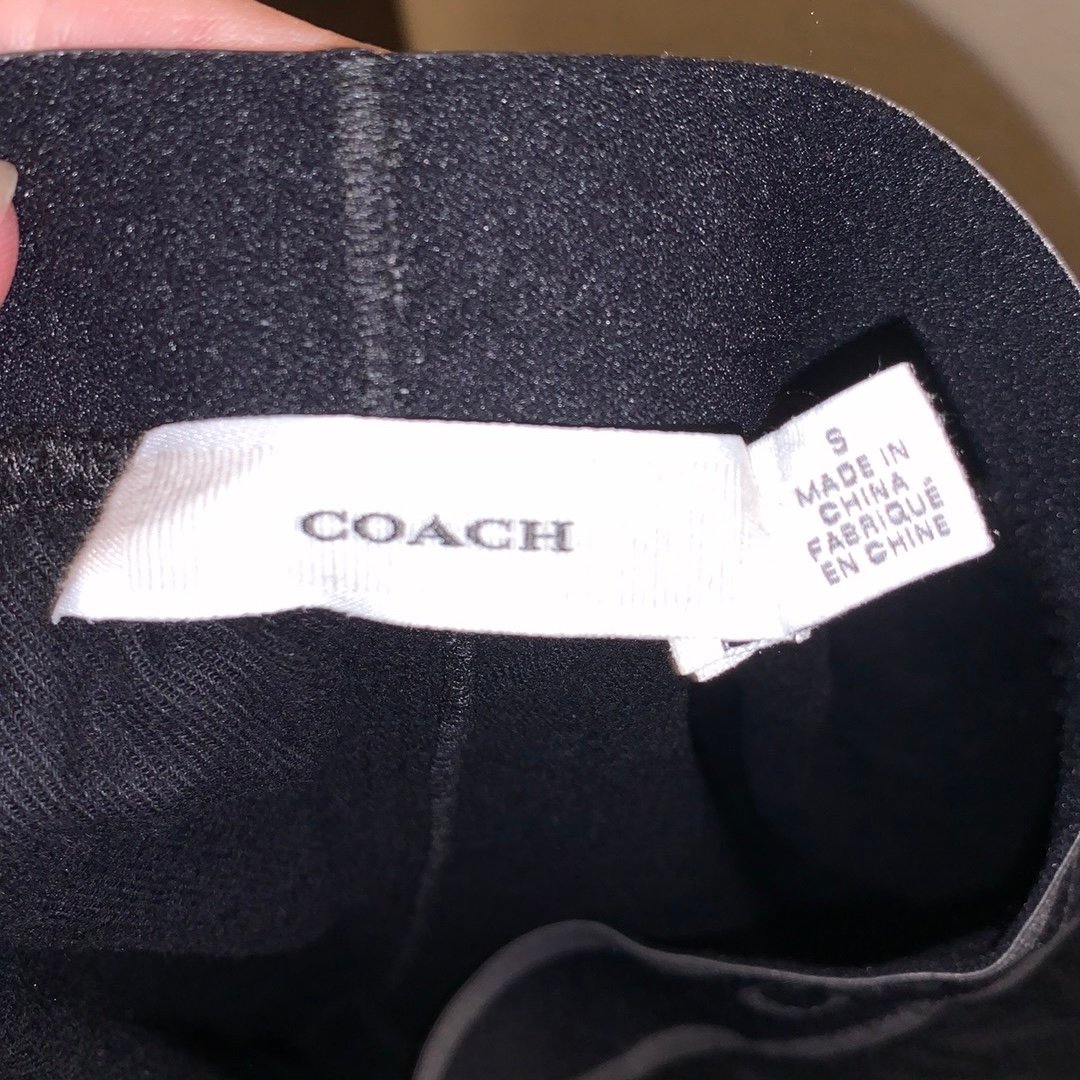 COACH
S
MADE IN
CHINA
FABRIQUÉ
EN CHINE